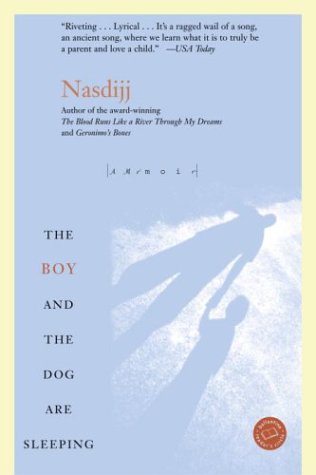 "Riveting . . . Lyrical . . . It's a ragged wail of a song,
an ancient song, where we learn what it is to truly be
a parent and love a child." —USA Today
Nasdijj
Author of the award-winning
The Blood Runs Like a River Through My Dreams
and Geronimo's Bones
A Memoir
THE
BOY
AND
THE
DOG
ARE
SLEEPING